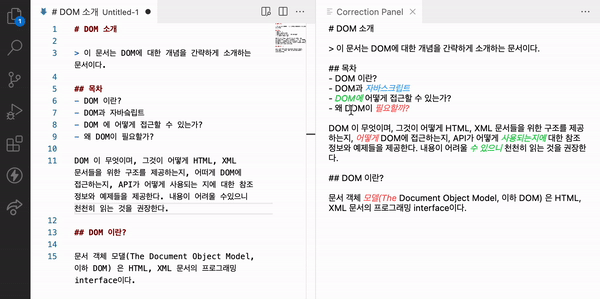 # DOM 소개 Untitled-1
1 # DOM 소개
2
3 > 이 문서는 DOM에 대한 개념을 간략하게 소개하는
문서이다.
4
5 ## 목차
6 - DOM 이란?
7 - DOM과 자바슼립트
8 - DOM 에 어떻게 접근할 수 있는가?
9 - 왜 DOM이 필요할가?
10
11 DOM 이 무엇이며, 그것이 어떻게 HTML, XML
문서들을 위한 구조를 제공하는지, 어떠게 DOM에
접근하는지, API가 어떻게 사용되는 지에 대한 참조
정보와 예제들을 제공한다. 내용이 어려울 수있으니
천천히 읽는 것을 권장한다.
12
13 ## DOM 이란?
14
15 문서 객체 모델(The Document Object Model,
이하 DOM) 은 HTML, XML 문서의 프로그래밍
interface이다.
Correction Panel
# DOM 소개
> 이 문서는 DOM에 대한 개념을 간략하게 소개하는 문서이다.
## 목차
- DOM 이란?
- DOM과 자바스크립트
- DOM에 어떻게 접근할 수 있는가?
- 왜 DOM이 필요할까?
DOM 이 무엇이며, 그것이 어떻게 HTML, XML 문서들을 위한 구조를 제공
하는지, 어떻게 DOM에 접근하는지, API가 어떻게 사용되는지에 대한 참조
정보와 예제들을 제공한다. 내용이 어려울 수 있으니 천천히 읽는 것을 권장한
다.
## DOM 이란?
문서 객체 모델(The Document Object Model, 이하 DOM) 은 HTML,
XML 문서의 프로그래밍 interface이다.
1